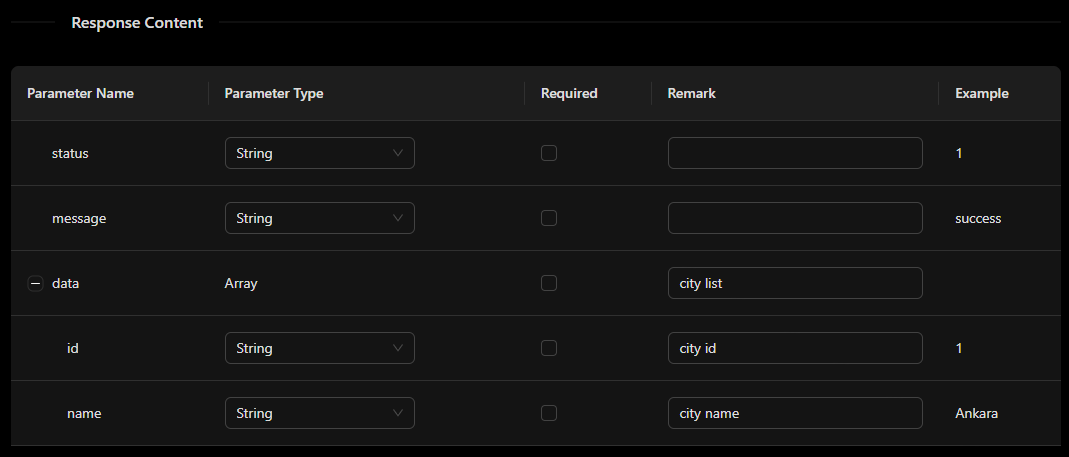 Response Content
Parameter Name Parameter Type Required Remark Example
status String 1
message String success
data Array city list
id String city id 1
name String city name Ankara